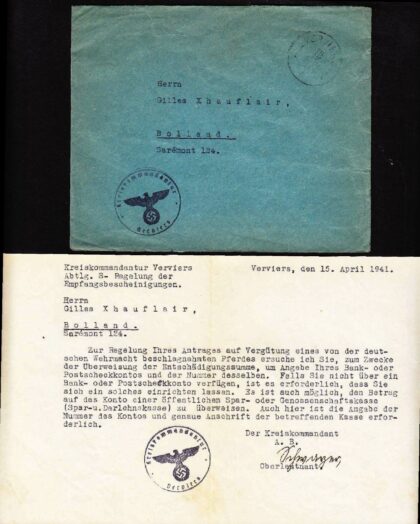 Herrn
Gilles Xhauflair,
Bolland.
Sarémont 124.
Kreiskommandantur
Verviers
Kreiskommandantur Verviers
Abtlg. S- Regelung der
Empfangsbescheinigungen.
Verviers, den 15. April 1941.
Herrn
Gilles Xhauflair,
Bolland.
Sarémont 124.
Zur Regelung Ihres Antrages auf Vergütung eines von der deut-
schen Wehrmacht beschlagnahmten Pferdes ersuche ich Sie, zum Zwecke
der Überweisung der Entschädigungssumme, um Angabe Ihres Bank- oder
Postscheckkontos und der Nummer desselben. Falls Sie nicht über ein
Bank- oder Postscheckkonto verfügen, ist es erforderlich, dass Sie
sich ein solches einrichten lassen. Es ist auch möglich, den Betrag
auf das Konto einer öffentlichen Spar- oder Genossenschaftskasse
(Spar-u.Darlehnskasse) zu überweisen. Auch hier ist die Angabe der
Nummer des Kontos und genaue Anschrift der betreffenden Kasse erfor-
derlich.
Der Kreiskommandant
Oberleutnant
Kreiskommandantur
Verviers